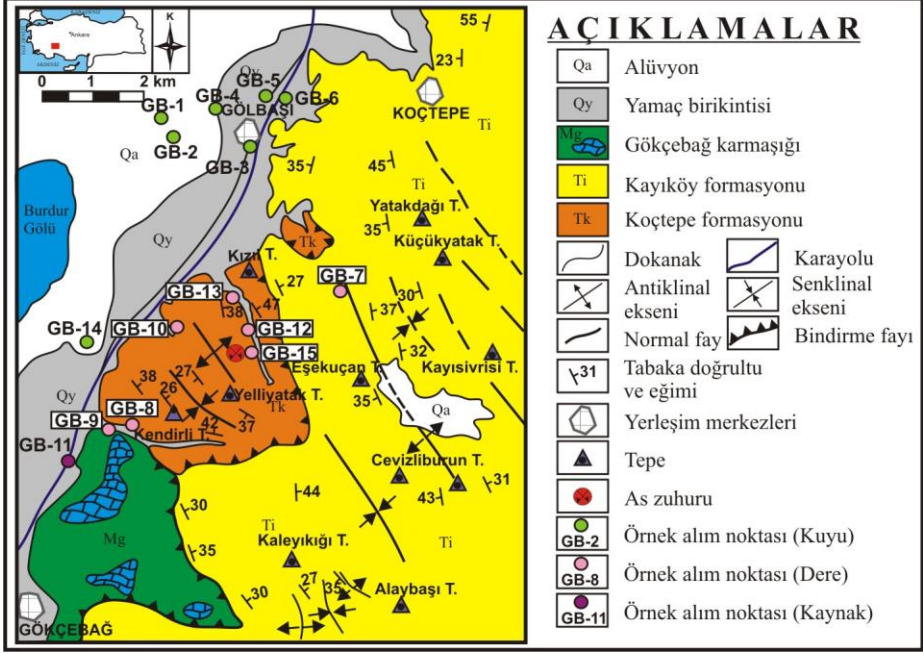 K
Ankara
0 1 2 km
GB-1
GB-2
GB-4
GÖLBAŞI
GB-5
GB-6
GB-3
Qy
Qa
KOÇTEPE
55
23
Ti
45
35
Ti
Yatakdağı T.
35
Küçükyatak T.
Burdur
Gölü
Qy
Tk
Kızıl T.
27
GB-7
GB-13
38
47
30
37
GB-10
GB-12
GB-14
GB-15
32
Eşekuçan T.
Kayısivrisi T.
35
38
27
26
Yelliyatak T.
Tk
Qa
Qy
GB-9
GB-8
42
37
Kendirli T.
GB-11
Cevizliburun T.
31
43
44
30
Mg
Ti
Ti
35
Kaleyıkığı T.
30
27
35
Alaybaşı T.
GÖKÇEBAĞ
AÇIKLAMALAR
Qa Alüvyon
Qy Yamaç birikintisi
Mg Gökçebağ karmaşığı
Ti Kayıköy formasyonu
Tk Koçtepe formasyonu
Dokanak Karayolu
Antiklinal
ekseni
Senklinal
ekseni
Normal fay Bindirme fayı
31 Tabaka doğrultu
ve eğimi
Yerleşim merkezleri
Tepe
As zuhuru
GB-2 Örnek alım noktası (Kuyu)
GB-8 Örnek alım noktası (Dere)
GB-11 Örnek alım noktası (Kaynak)